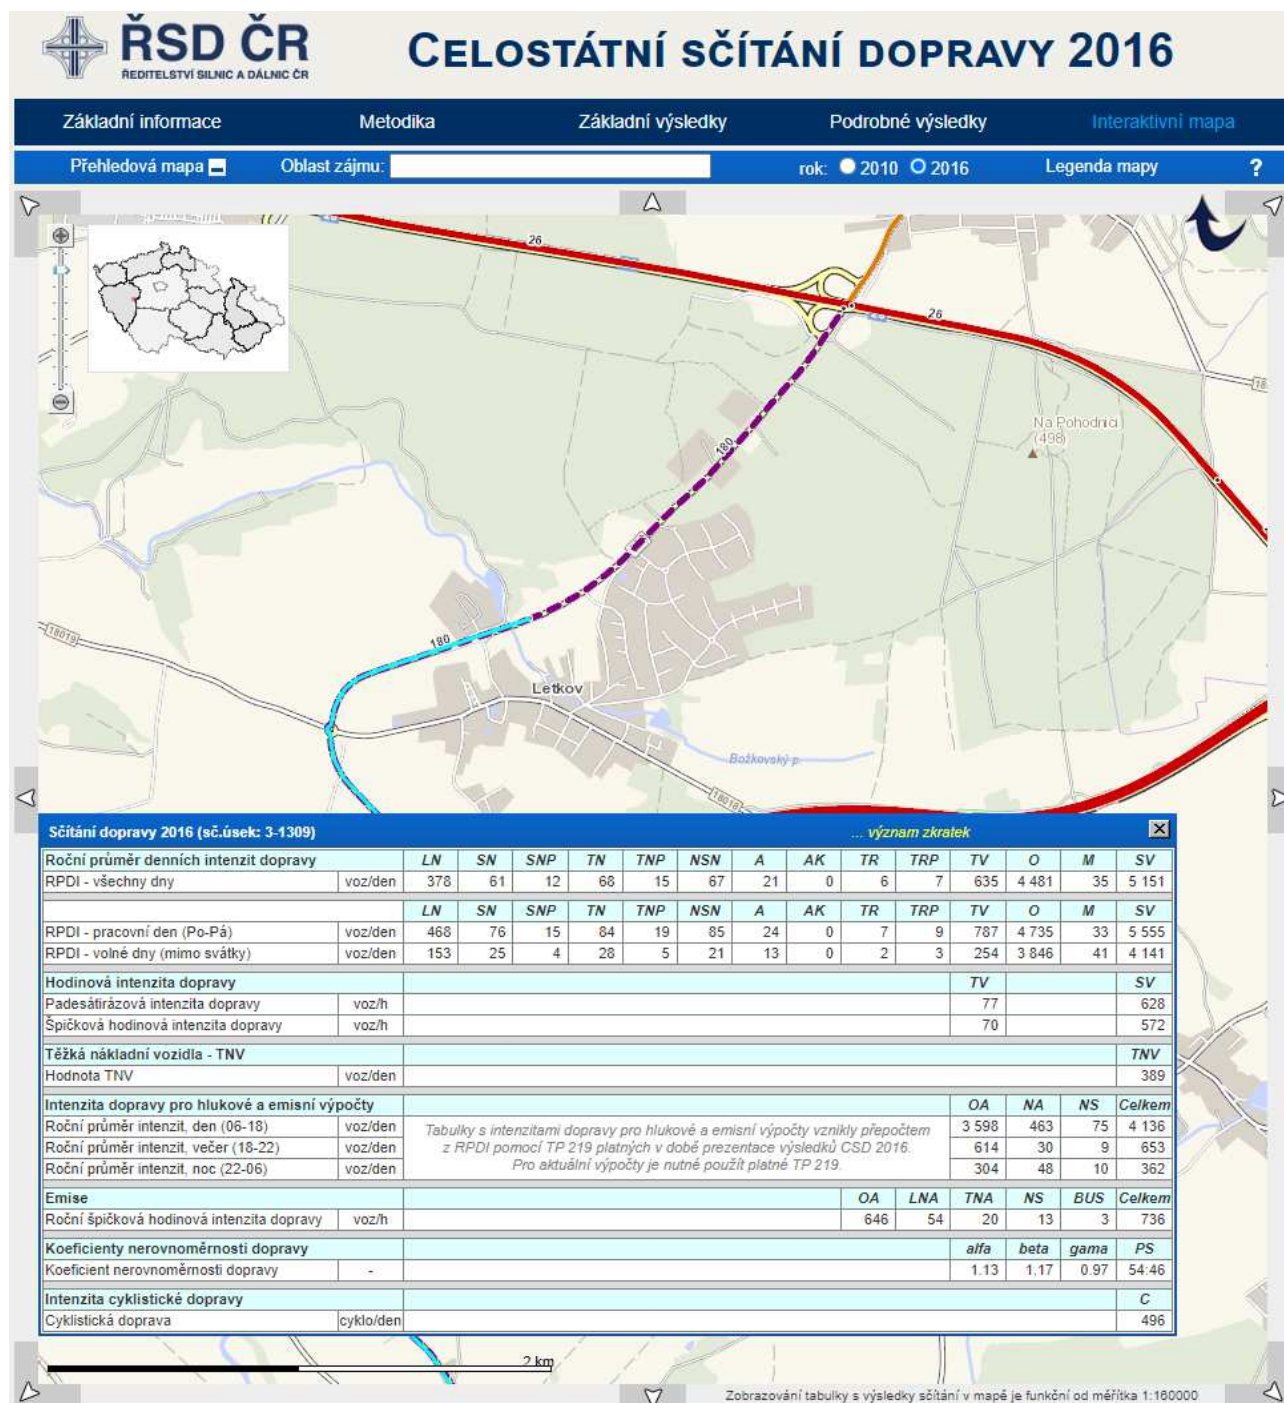 ŘSD ČR
ŘEDITELSTVÍ SILNIC A DÁLNIC ČR
CELOSTÁTNÍ SČÍTÁNÍ DOPRAVY 2016
Základní informace Metodika Základní výsledky Podrobné výsledky Interaktivní mapa
Přehledová mapa Oblast zájmu: rok: 2010 2016 Legenda mapy ?
26
26
Na Pohodnici
(498)
180
180
18019
Letkov
Božkovský p.
18018
Sčítání dopravy 2016 (sč.úsek: 3-1309) ... význam zkratek
Roční průměr denních intenzit dopravy LN SN SNP TN TNP NSN A AK TR TRP TV O M SV
RPDI - všechny dny voz/den 378 61 12 68 15 67 21 0 6 7 635 4 481 35 5 151
LN SN SNP TN TNP NSN A AK TR TRP TV O M SV
RPDI - pracovní den (Po-Pá) voz/den 468 76 15 84 19 85 24 0 7 9 787 4 735 33 5 555
RPDI - volné dny (mimo svátky) voz/den 153 25 4 28 5 21 13 0 2 3 254 3 846 41 4 141
Hodinová intenzita dopravy TV SV
Padesátirázová intenzita dopravy voz/h 77 628
Špičková hodinová intenzita dopravy voz/h 70 572
Těžká nákladní vozidla - TNV TNV
Hodnota TNV voz/den 389
Intenzita dopravy pro hlukové a emisní výpočty OA NA NS Celkem
Roční průměr intenzit, den (06-18) voz/den 3 598 463 75 4 136
Roční průměr intenzit, večer (18-22) voz/den 614 30 9 653
Roční průměr intenzit, noc (22-06) voz/den 304 48 10 362
Tabulky s intenzitami dopravy pro hlukové a emisní výpočty vznikly přepočtem
z RPDI pomocí TP 219 platných v době prezentace výsledků CSD 2016.
Pro aktuální výpočty je nutné použít platné TP 219.
Emise OA LNA TNA NS BUS Celkem
Roční špičková hodinová intenzita dopravy voz/h 646 54 20 13 3 736
Koeficienty nerovnoměrnosti dopravy alfa beta gama PS
Koeficient nerovnoměrnosti dopravy - 1.13 1.17 0.97 54:46
Intenzita cyklistické dopravy C
Cyklistická doprava cyklo/den 496
2 km
Zobrazování tabulky s výsledky sčítání v mapě je funkční od měřítka 1:160000